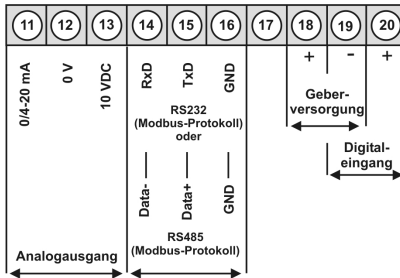 11 12 13 14 15 16 17 18 19 20
+ - +
0/4-20 mA
0 V
10 VDC
RxD
TxD
GND
RS232
(Modbus-Protokoll)
oder
Data-
Data+
GND
RS485
(Modbus-Protokoll)
Analogausgang
Geber-
versorgung
Digital-
eingang